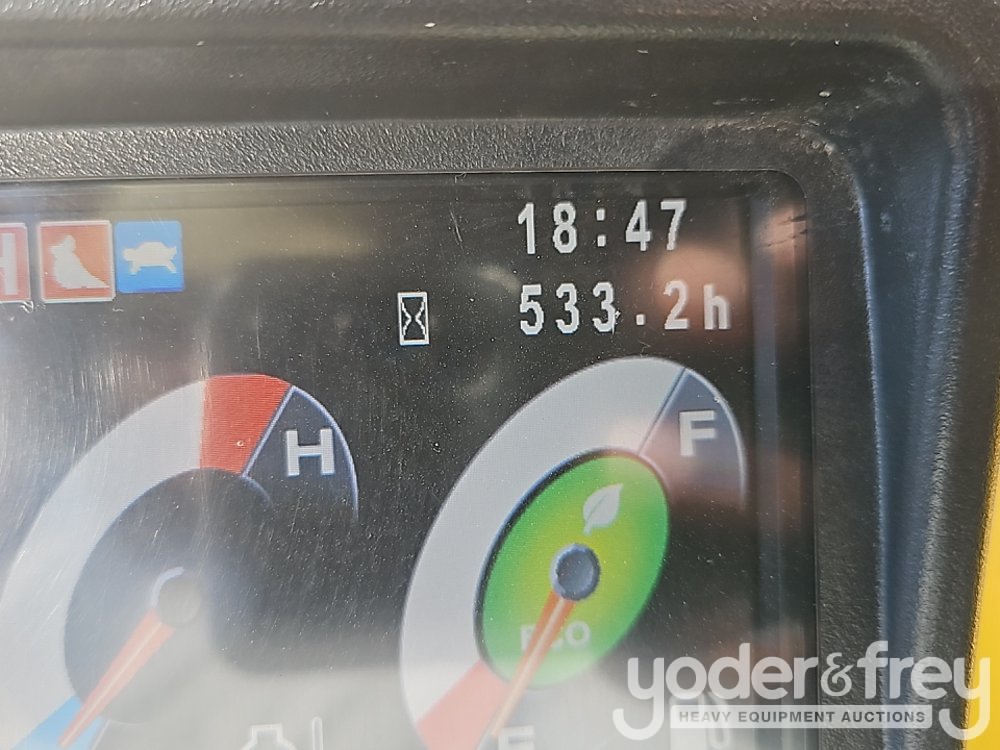 H
18:47
533.2h
H
F
ECO
E
yoder&frey
HEAVY EQUIPMENT AUCTIONS